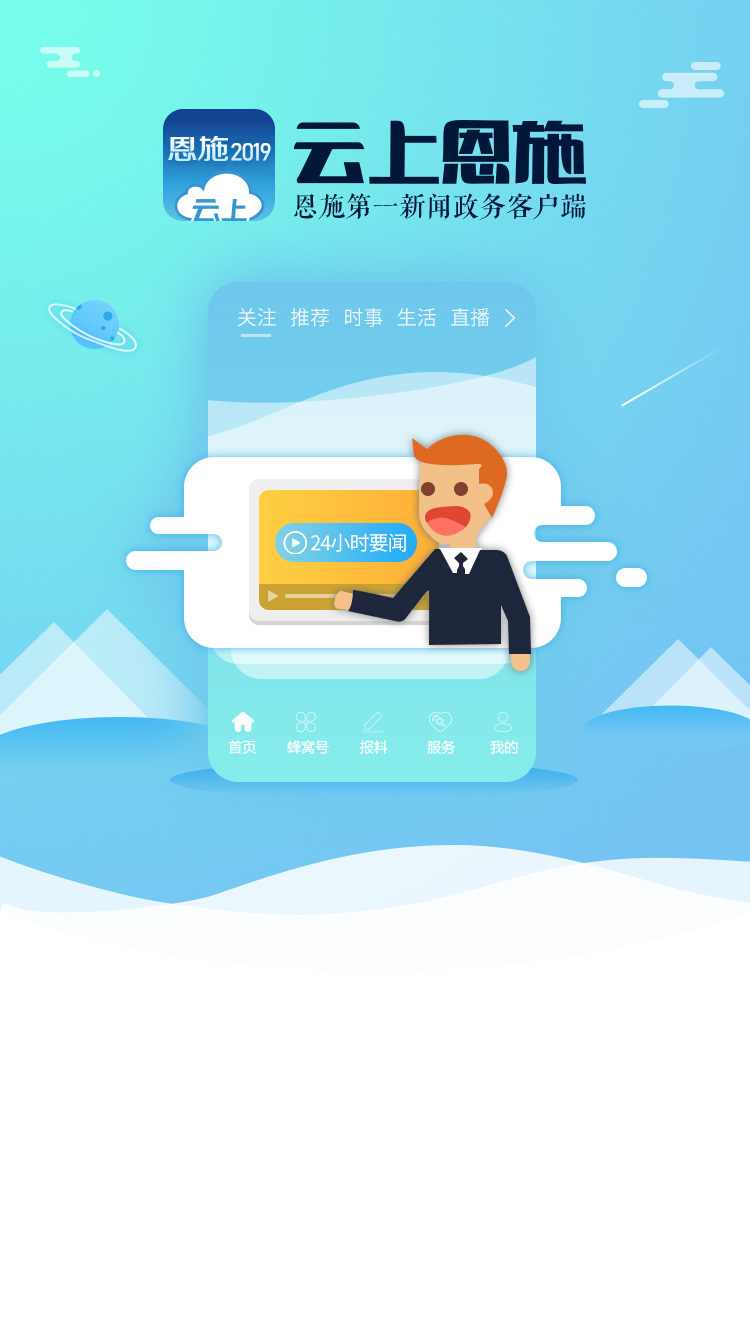 恩施2019
云上
云上恩施
恩施第一新闻政务客户端
关注 推荐 时事 生活 直播
24小时要闻
首页 蜂窝号 报料 服务 我的